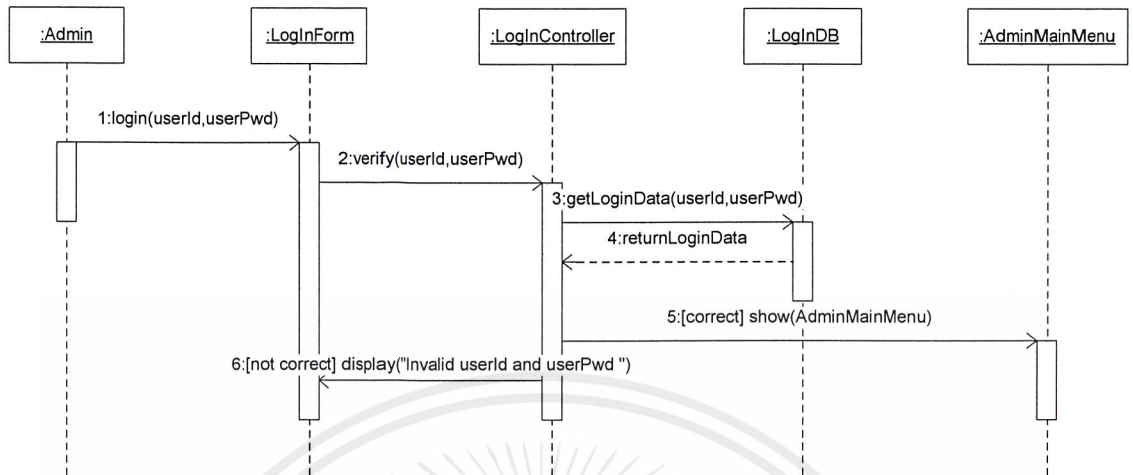 :Admin
:LogInForm
:LogInController
:LogInDB
:AdminMainMenu
1:login(userId,userPwd)
2:verify(userId,userPwd)
3:getLoginData(userId,userPwd)
4:returnLoginData
5:[correct] show(AdminMainMenu)
6:[not correct] display("Invalid userId and userPwd ")